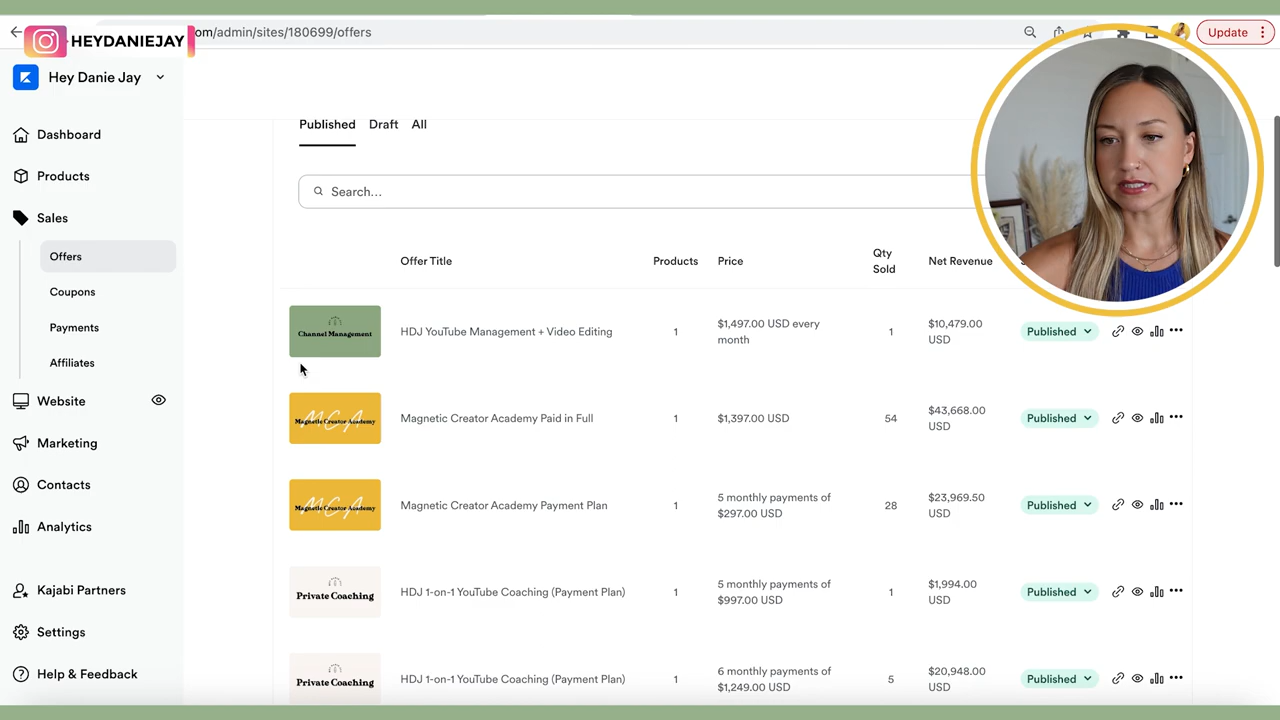 om/admin/sites/180699/offers
Update
HEYDANIEJAY
Hey Danie Jay
Dashboard
Products
Sales
Offers
Coupons
Payments
Affiliates
Website
Marketing
Contacts
Analytics
Kajabi Partners
Settings
Help & Feedback
Published Draft All
Search...
Offer Title Products Price Qty Sold Net Revenue
Channel Management
HDJ YouTube Management + Video Editing
1
$1,497.00 USD every
month
1
$10,479.00
USD
Published
MCA
Magnetic Creator Academy
Magnetic Creator Academy Paid in Full
1
$1,397.00 USD
54
$43,668.00
USD
Published
MCA
Magnetic Creator Academy
Magnetic Creator Academy Payment Plan
1
5 monthly payments of
$297.00 USD
28
$23,969.50
USD
Published
Private Coaching
HDJ 1-on-1 YouTube Coaching (Payment Plan)
1
5 monthly payments of
$997.00 USD
1
$1,994.00
USD
Published
Private Coaching
HDJ 1-on-1 YouTube Coaching (Payment Plan)
1
6 monthly payments of
$1,249.00 USD
5
$20,948.00
USD
Published